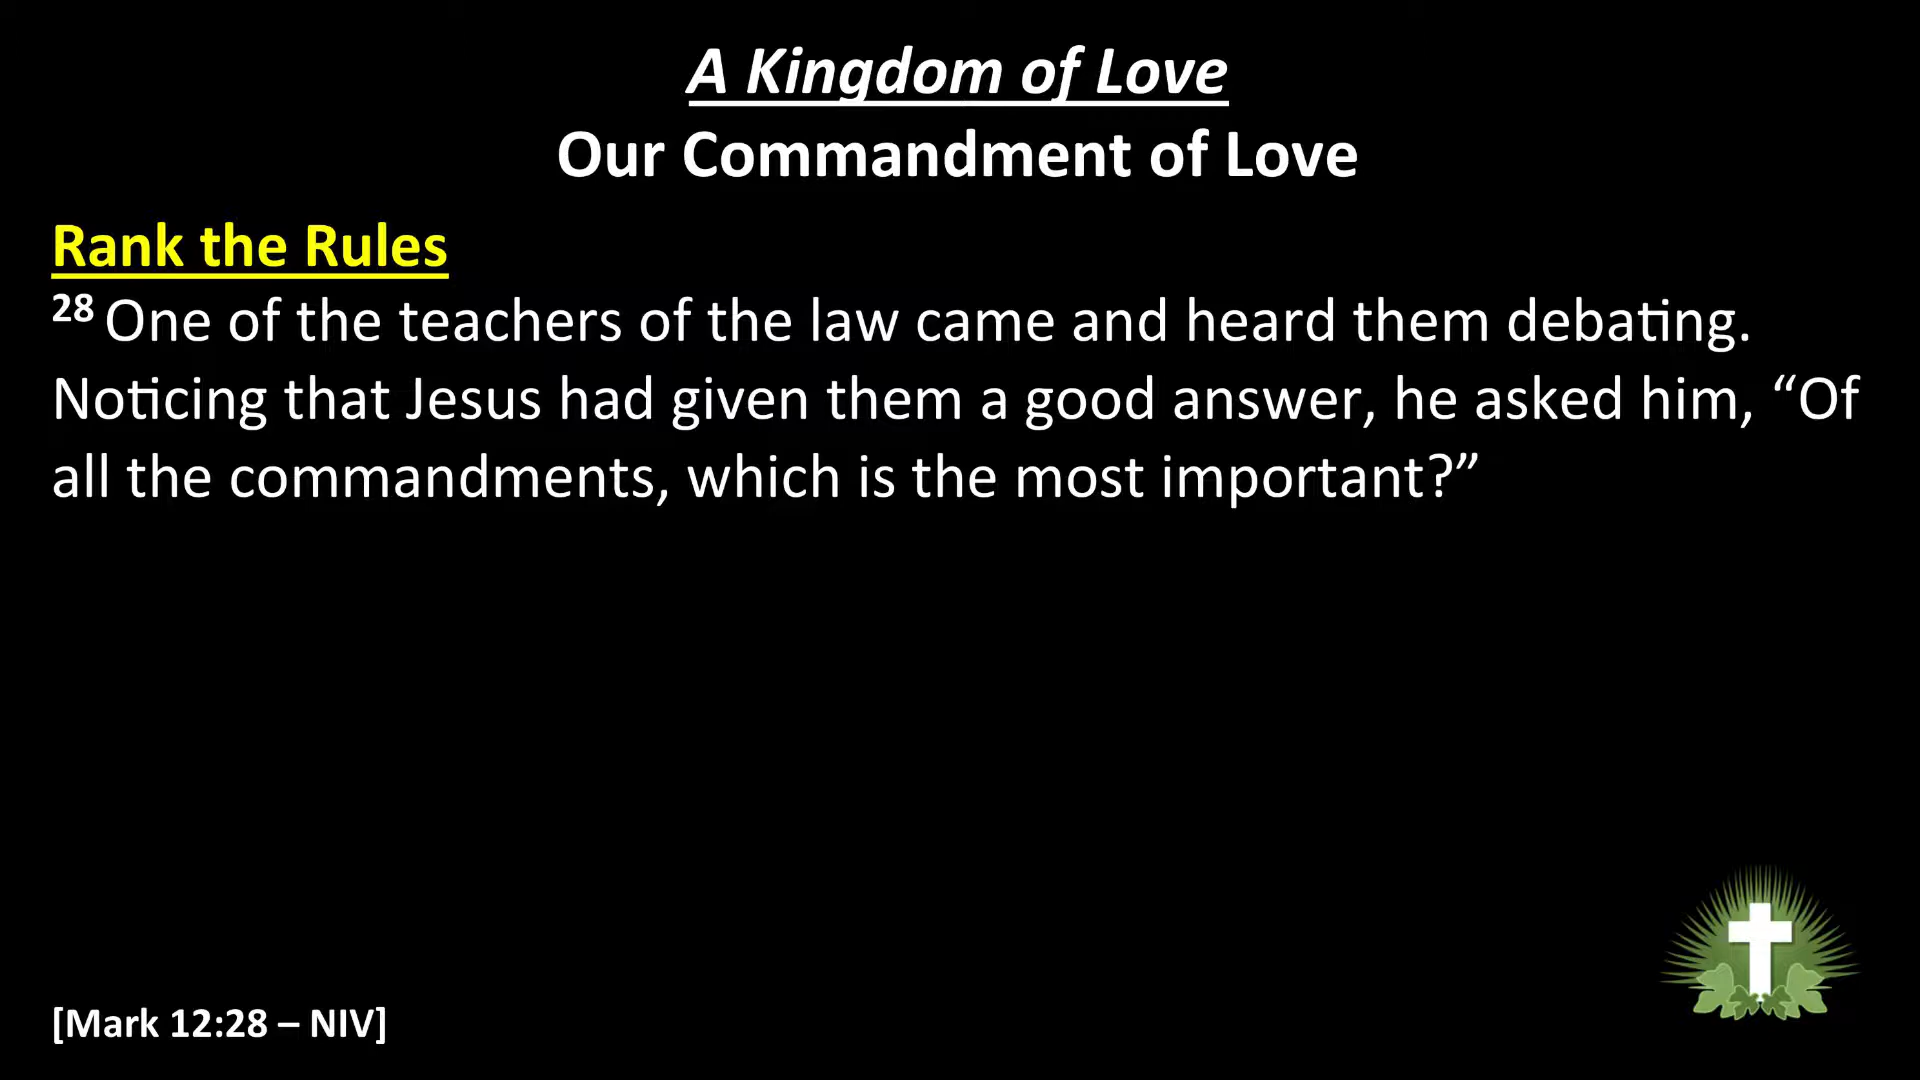 A Kingdom of Love
Our Commandment of Love
Rank the Rules
28 One of the teachers of the law came and heard them debating.
Noticing that Jesus had given them a good answer, he asked him, “Of
all the commandments, which is the most important?”
[Mark 12:28 – NIV]